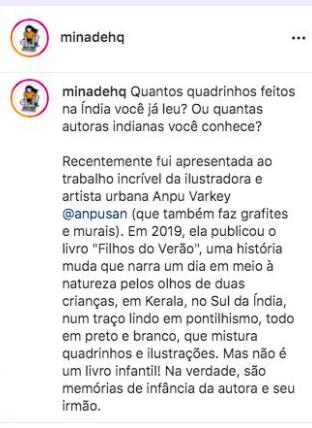 minadehq
minadehq Quantos quadrinhos feitos
na Índia você já leu? Ou quantas
autoras indianas você conhece?
Recentemente fui apresentada ao
trabalho incrível da ilustradora e
artista urbana Anpu Varkey
@anpusan (que também faz grafites
e murais). Em 2019, ela publicou o
livro "Filhos do Verão", uma história
muda que narra um dia em meio à
natureza pelos olhos de duas
crianças, em Kerala, no Sul da Índia,
num traço lindo em pontilhismo, todo
em preto e branco, que mistura
quadrinhos e ilustrações. Mas não é
um livro infantil! Na verdade, são
memórias de infância da autora e seu
irmão.